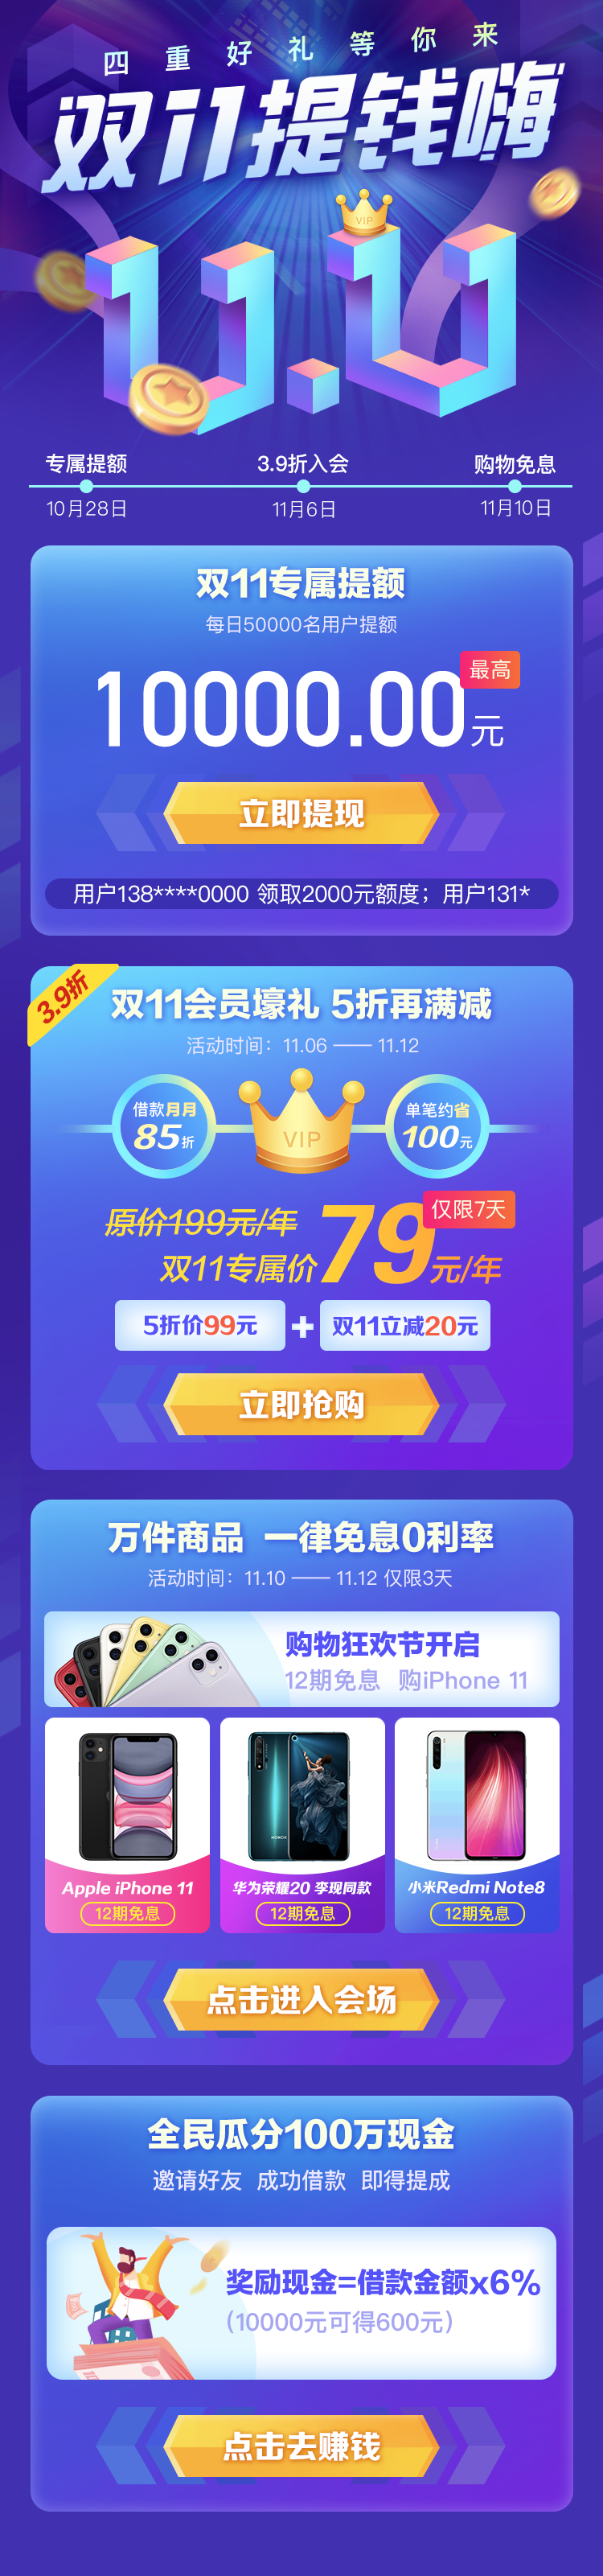 四重好礼等你来
双11提钱嗨
VIP
11.11
专属提额 3.9折入会 购物免息
10月28日 11月6日 11月10日
双11专属提额
每日50000名用户提额
最高
10000.00元
立即提现
用户138****0000 领取2000元额度；用户131*
3.9折
双11会员壕礼 5折再满减
活动时间：11.06 —— 11.12
借款月月
85折
VIP
单笔约省
100元
仅限7天
原价199元/年
双11专属价79元/年
5折价99元 + 双11立减20元
立即抢购
万件商品 一律免息0利率
活动时间：11.10 —— 11.12 仅限3天
购物狂欢节开启
12期免息 购iPhone 11
HONOR
Apple iPhone 11
12期免息
华为荣耀20 李现同款
12期免息
小米Redmi Note8
12期免息
点击进入会场
全民瓜分100万现金
邀请好友 成功借款 即得提成
奖励现金=借款金额x6%
(10000元可得600元)
点击去赚钱